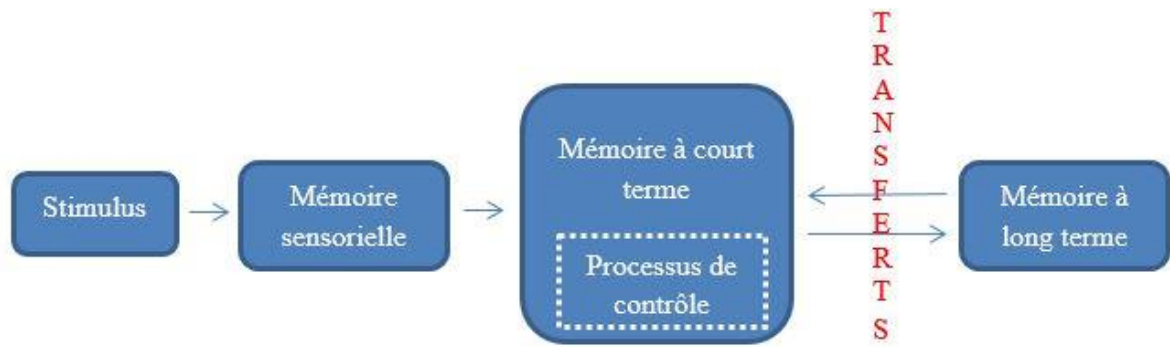 Stimulus
Mémoire
sensorielle
Mémoire à court
terme
Processus de
contrôle
T
R
A
N
S
F
E
R
T
S
Mémoire à
long terme